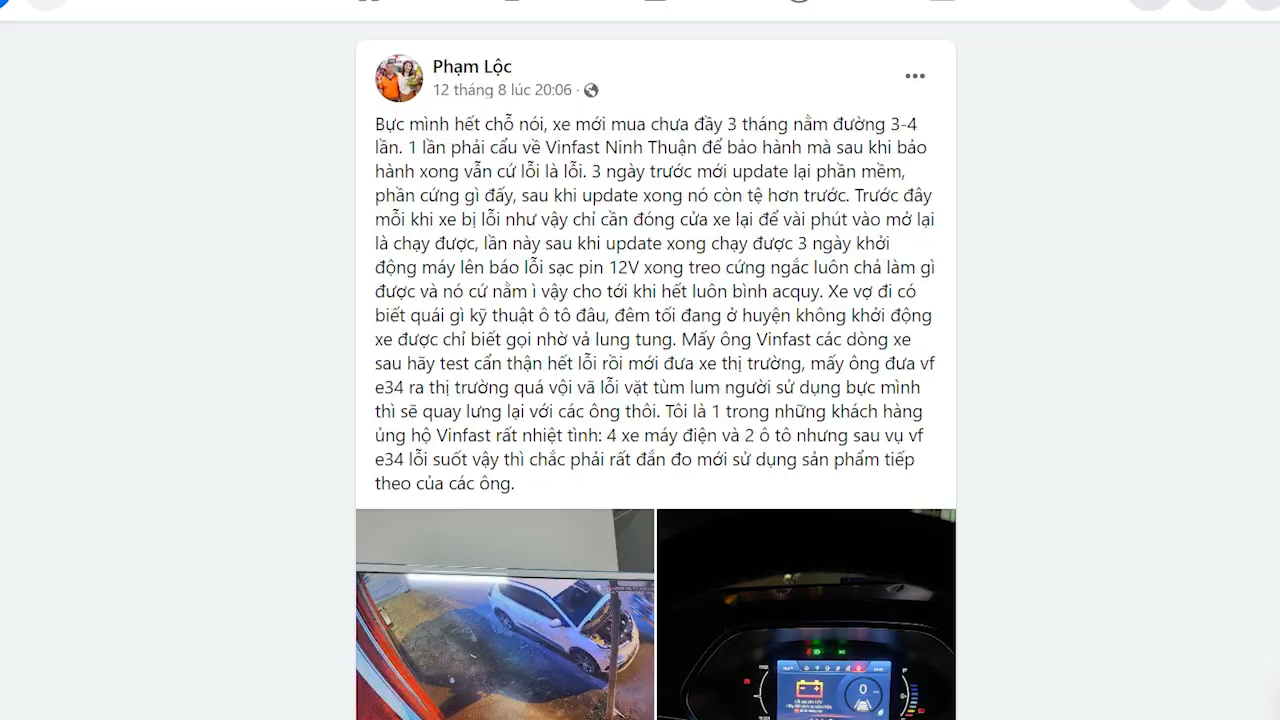 Phạm Lộc
12 tháng 8 lúc 20:06 ·
Bực mình hết chỗ nói, xe mới mua chưa đầy 3 tháng nằm đường 3-4
lần. 1 lần phải cẩu về Vinfast Ninh Thuận để bảo hành mà sau khi bảo
hành xong vẫn cứ lỗi là lỗi. 3 ngày trước mới update lại phần mềm,
phần cứng gì đấy, sau khi update xong nó còn tệ hơn trước. Trước đây
mỗi khi xe bị lỗi như vậy chỉ cần đóng cửa xe lại để vài phút vào mở lại
là chạy được, lần này sau khi update xong chạy được 3 ngày khởi
động máy lên báo lỗi sạc pin 12V xong treo cứng ngắc luôn chả làm gì
được và nó cứ nằm ì vậy cho tới khi hết luôn bình acquy. Xe vợ đi có
biết quái gì kỹ thuật ô tô đâu, đêm tối đang ở huyện không khởi động
xe được chỉ biết gọi nhờ vả lung tung. Mấy ông Vinfast các dòng xe
sau hãy test cẩn thận hết lỗi rồi mới đưa xe thị trường, mấy ông đưa vf
e34 ra thị trường quá vội vã lỗi vặt tùm lum người sử dụng bực mình
thì sẽ quay lưng lại với các ông thôi. Tôi là 1 trong những khách hàng
ủng hộ Vinfast rất nhiệt tình: 4 xe máy điện và 2 ô tô nhưng sau vụ vf
e34 lỗi suốt vậy thì chắc phải rất đắn đo mới sử dụng sản phẩm tiếp
theo của các ông.
0